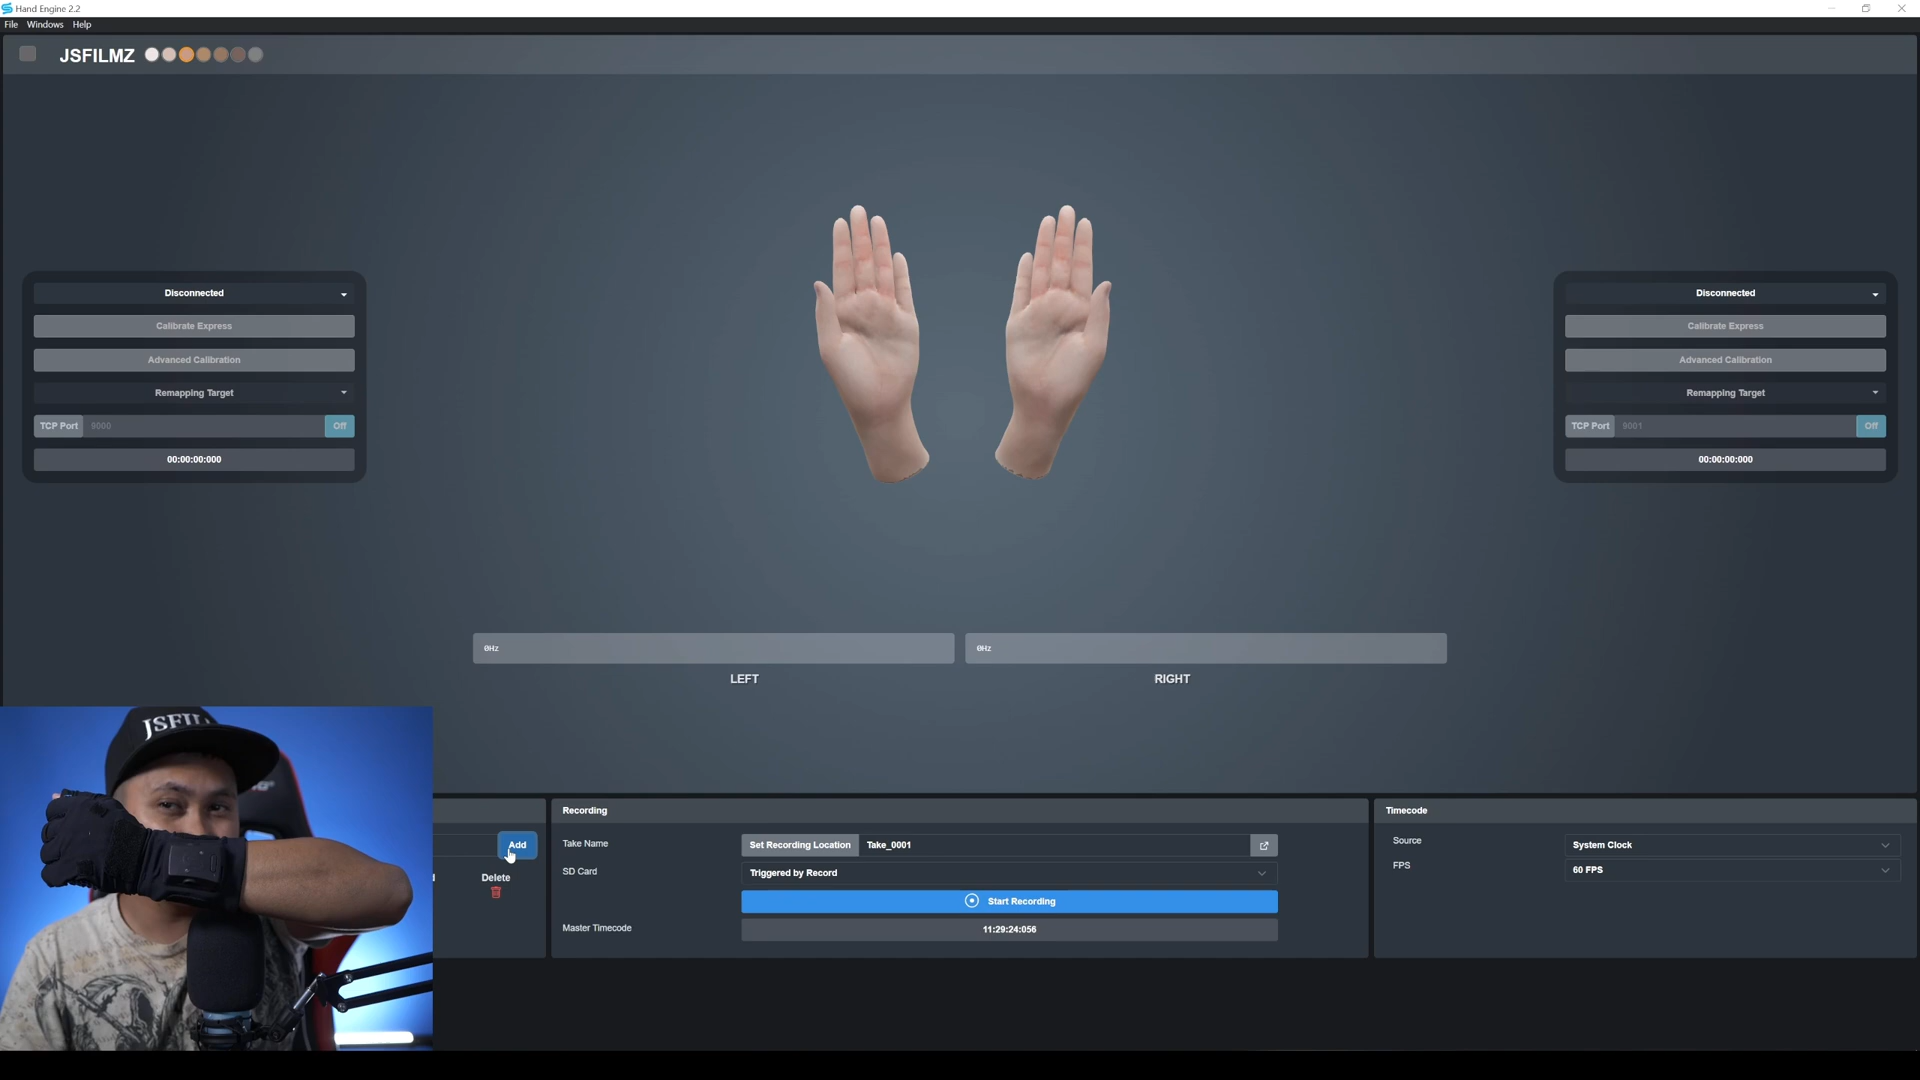 Hand Engine 2.2
File Windows Help
JSFILMZ
Disconnected
Calibrate Express
Advanced Calibration
Remapping Target
TCP Port 9000 Off
00:00:00:000
Disconnected
Calibrate Express
Advanced Calibration
Remapping Target
TCP Port 9001 Off
00:00:00:000
0Hz
0Hz
LEFT
RIGHT
Add
Delete
Recording
Take Name
Set Recording Location Take_0001
SD Card
Triggered by Record
Start Recording
Master Timecode
11:29:24:056
Timecode
Source
System Clock
FPS
60 FPS